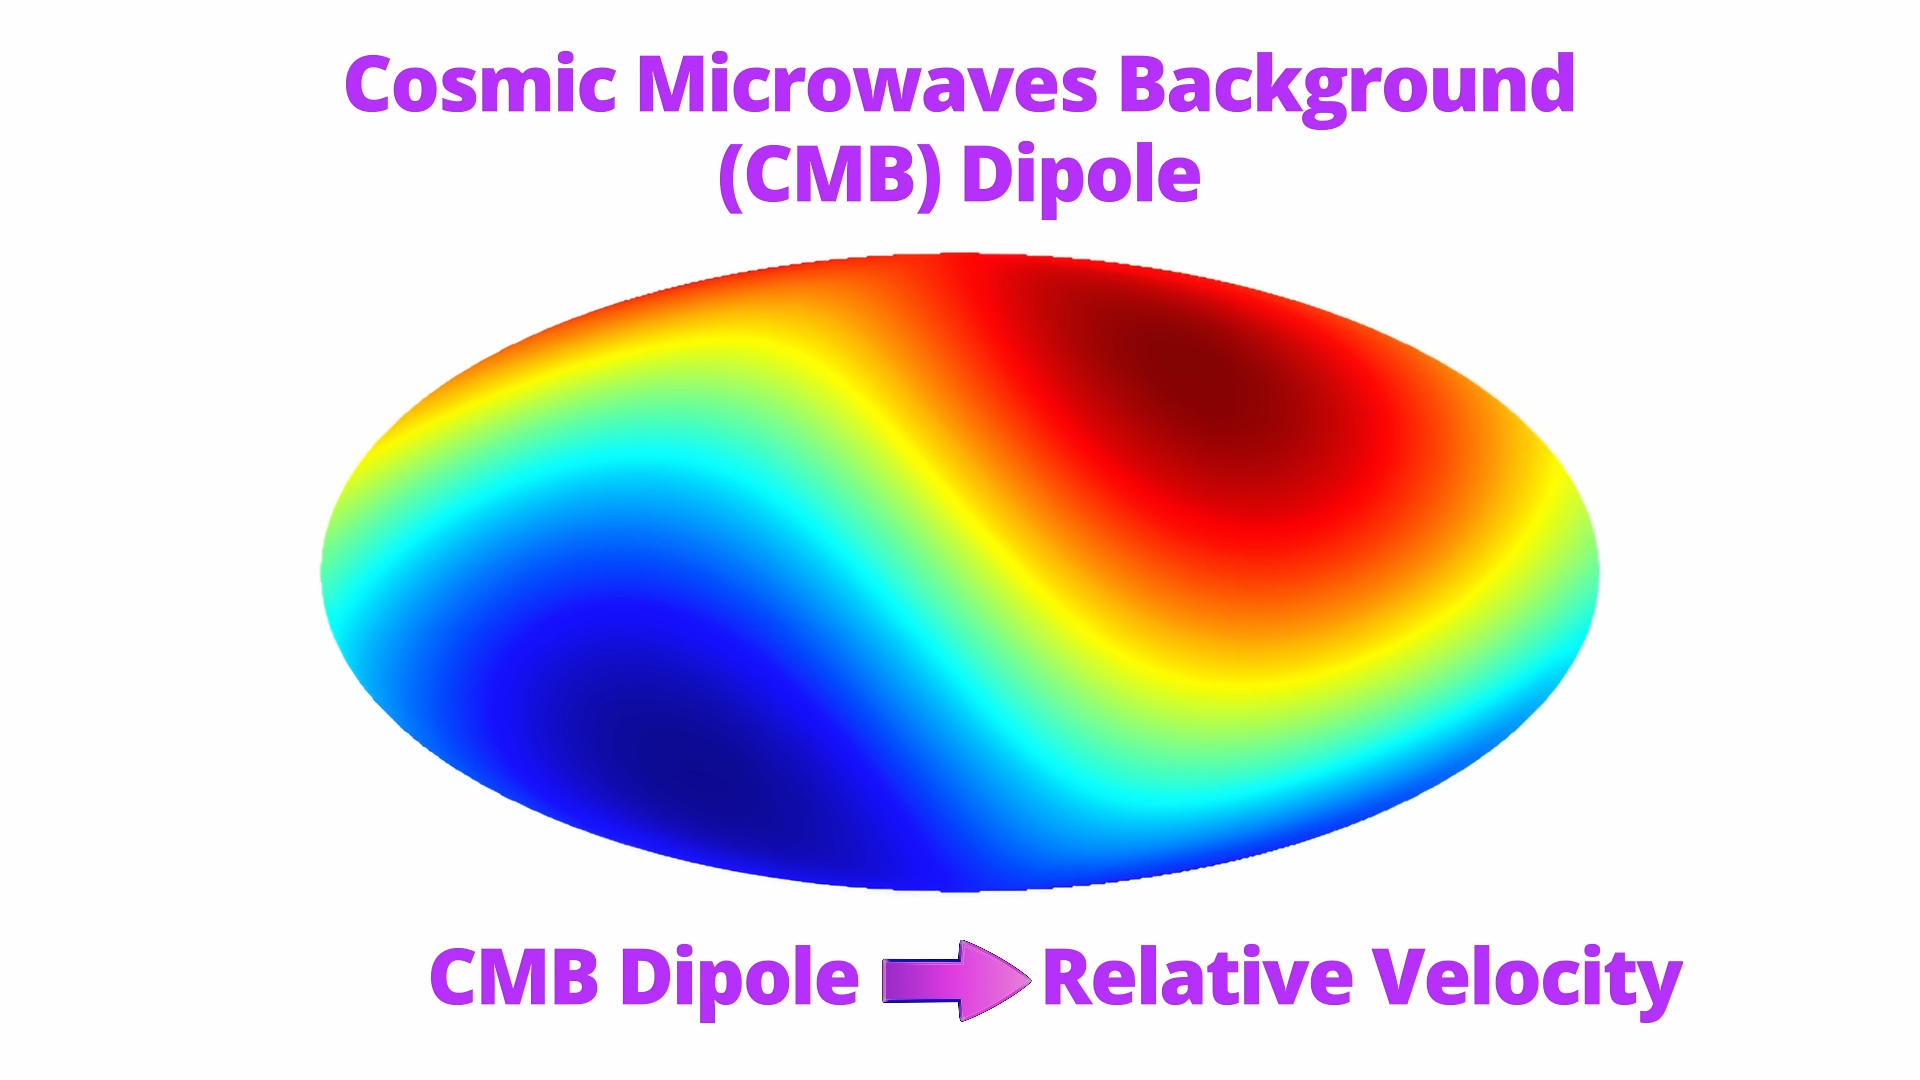 Cosmic Microwaves Background
(CMB) Dipole
CMB Dipole Relative Velocity